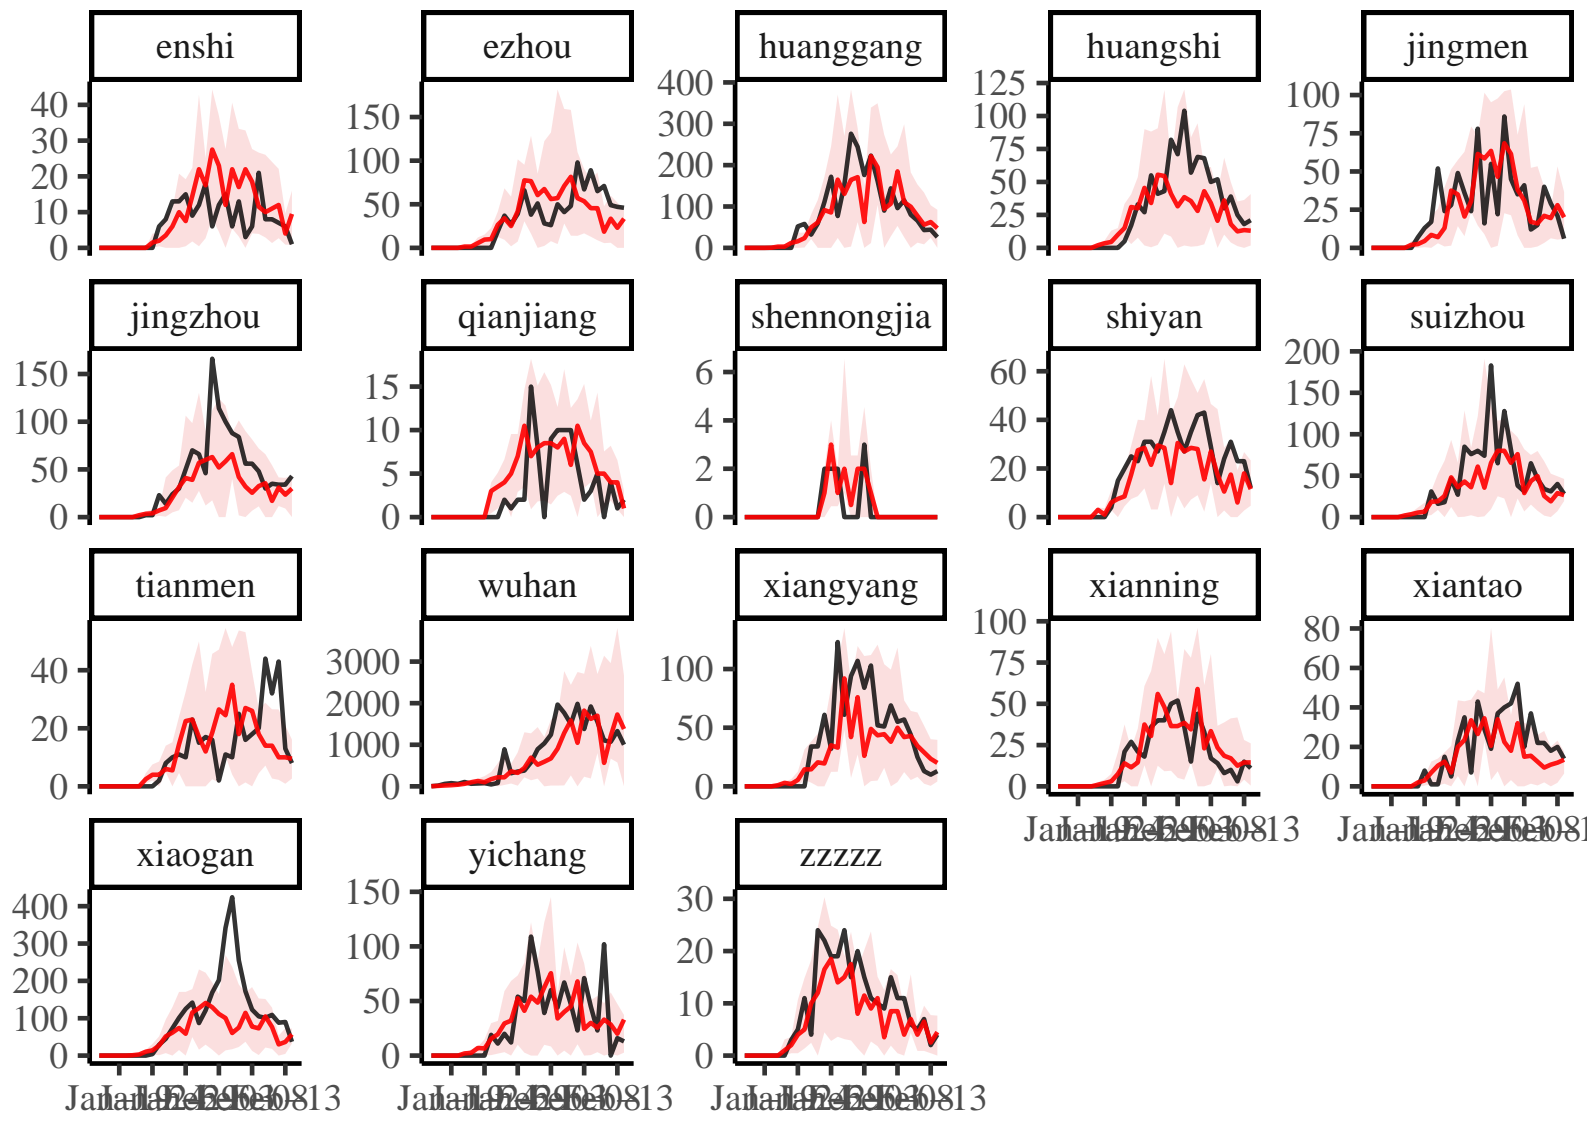 enshi ezhou huanggang huangshi jingmen
40 30 20 10 0
150 100 50 0
400 300 200 100 0
125 100 75 50 25 0
100 75 50 25 0
jingzhou qianjiang shennongjia shiyan suizhou
150 100 50 0
15 10 5 0
6 4 2 0
60 40 20 0
200 150 100 50 0
tianmen wuhan xiangyang xianning xiantao
40 20 0
3000 2000 1000 0
100 50 0
100 75 50 25 0
80 60 40 20 0
xiaogan yichang zzzzz
400 300 200 100 0
150 100 50 0
30 20 10 0